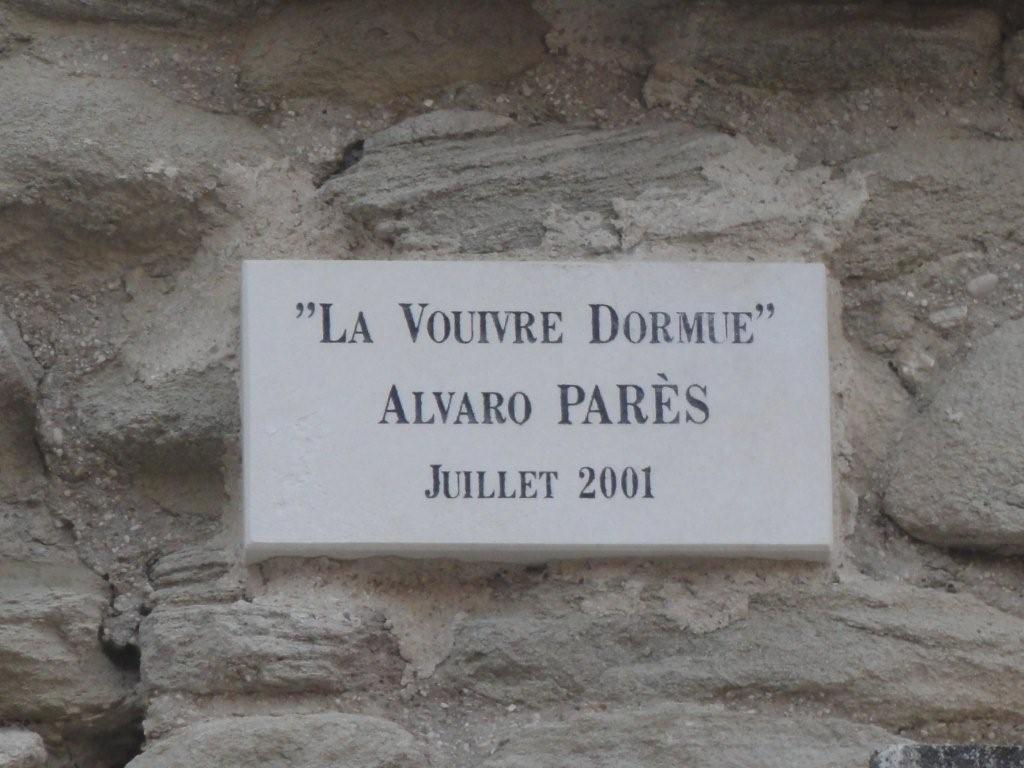 "LA VOUIVRE DORMUE"
ALVARO PARÈS
JUILLET 2001